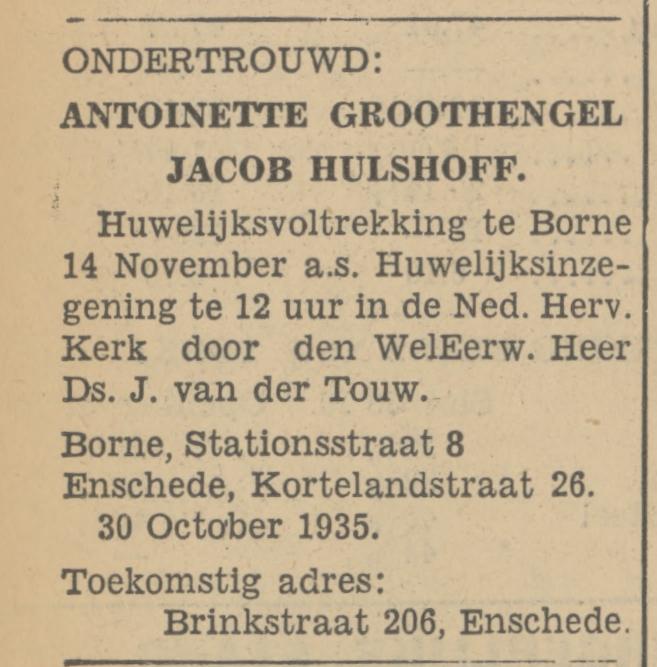 ONDERTROUWD:
ANTOINETTE GROOTHENGEL
JACOB HULSHOFF.
Huwelijksvoltrekking te Borne
14 November a.s. Huwelijksinze-
gening te 12 uur in de Ned. Herv.
Kerk door den WelEerw. Heer
Ds. J. van der Touw.
Borne, Stationsstraat 8
Enschede, Kortelandstraat 26.
30 October 1935.
Toekomstig adres:
Brinkstraat 206, Enschede.